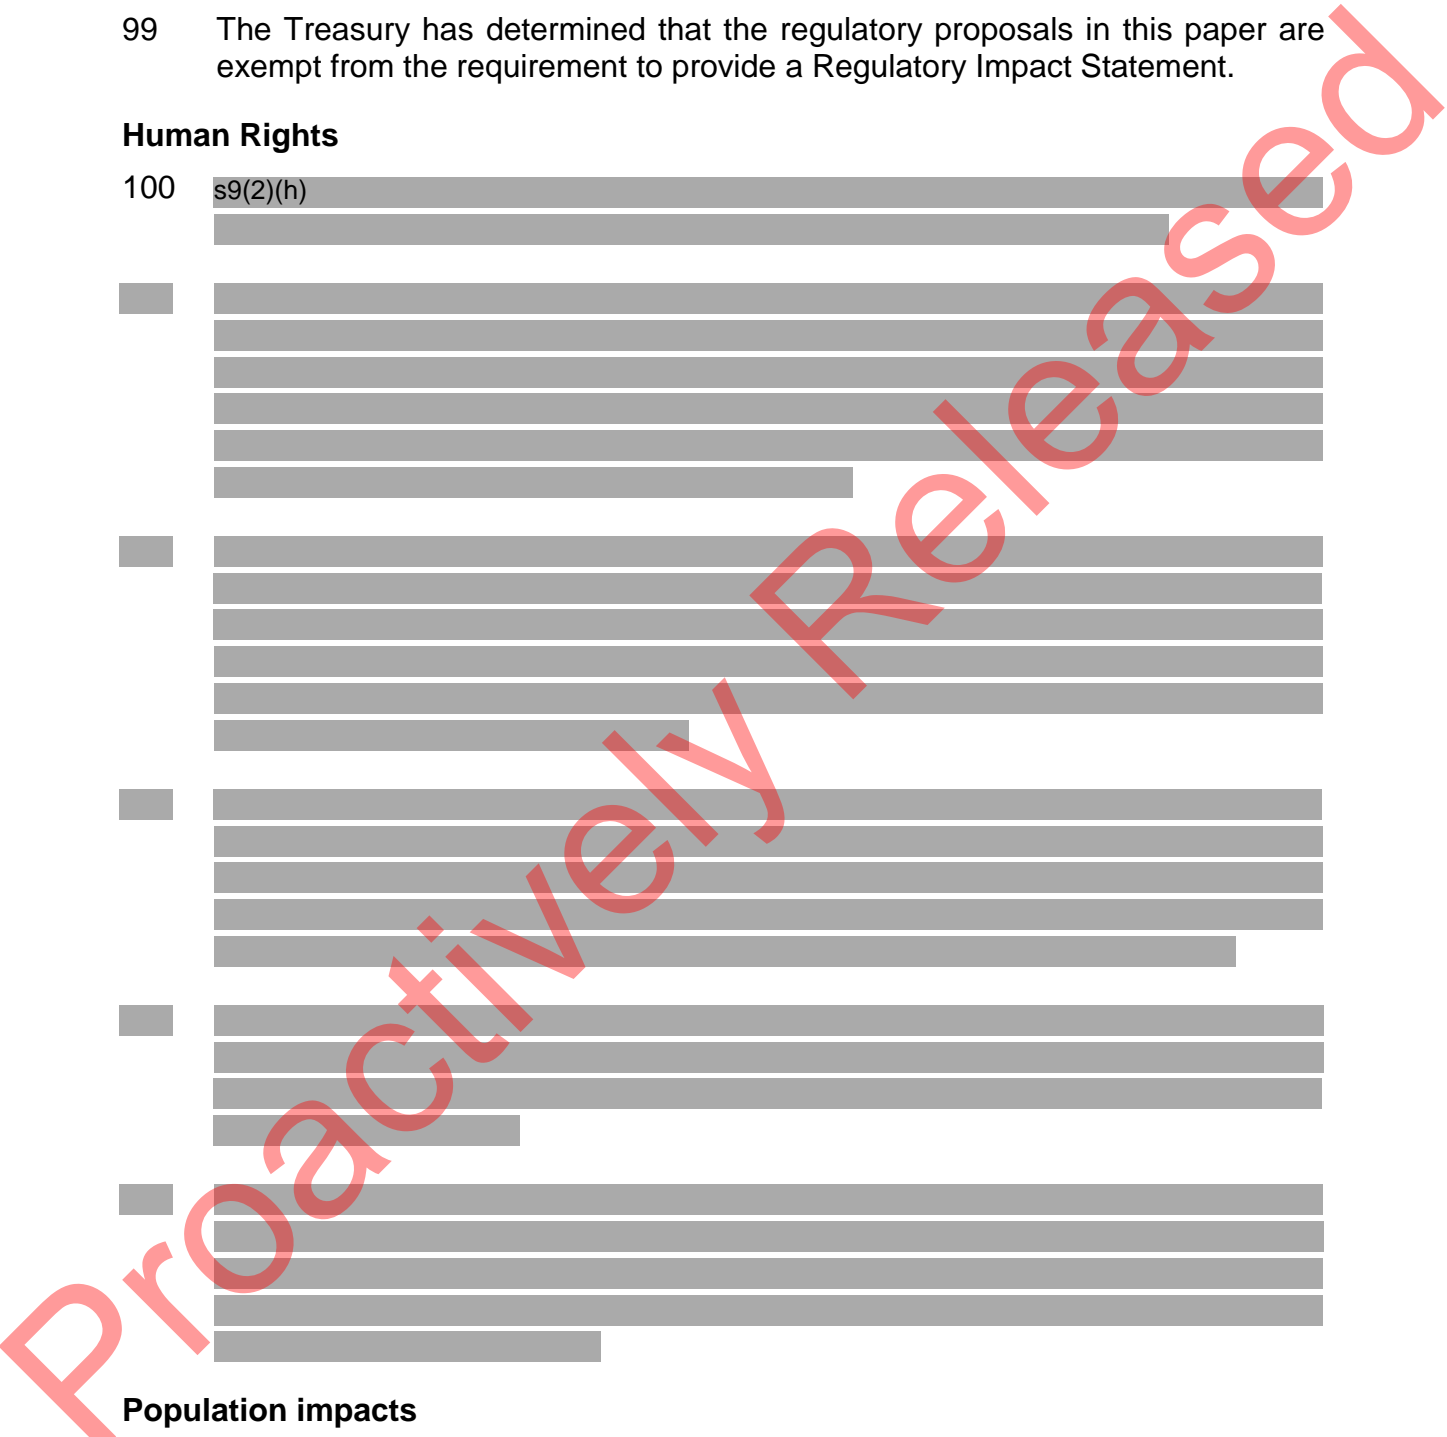 99 The Treasury has determined that the regulatory proposals in this paper are
exempt from the requirement to provide a Regulatory Impact Statement.
Human Rights
100 s9(2)(h)
Population impacts
Proactively Released